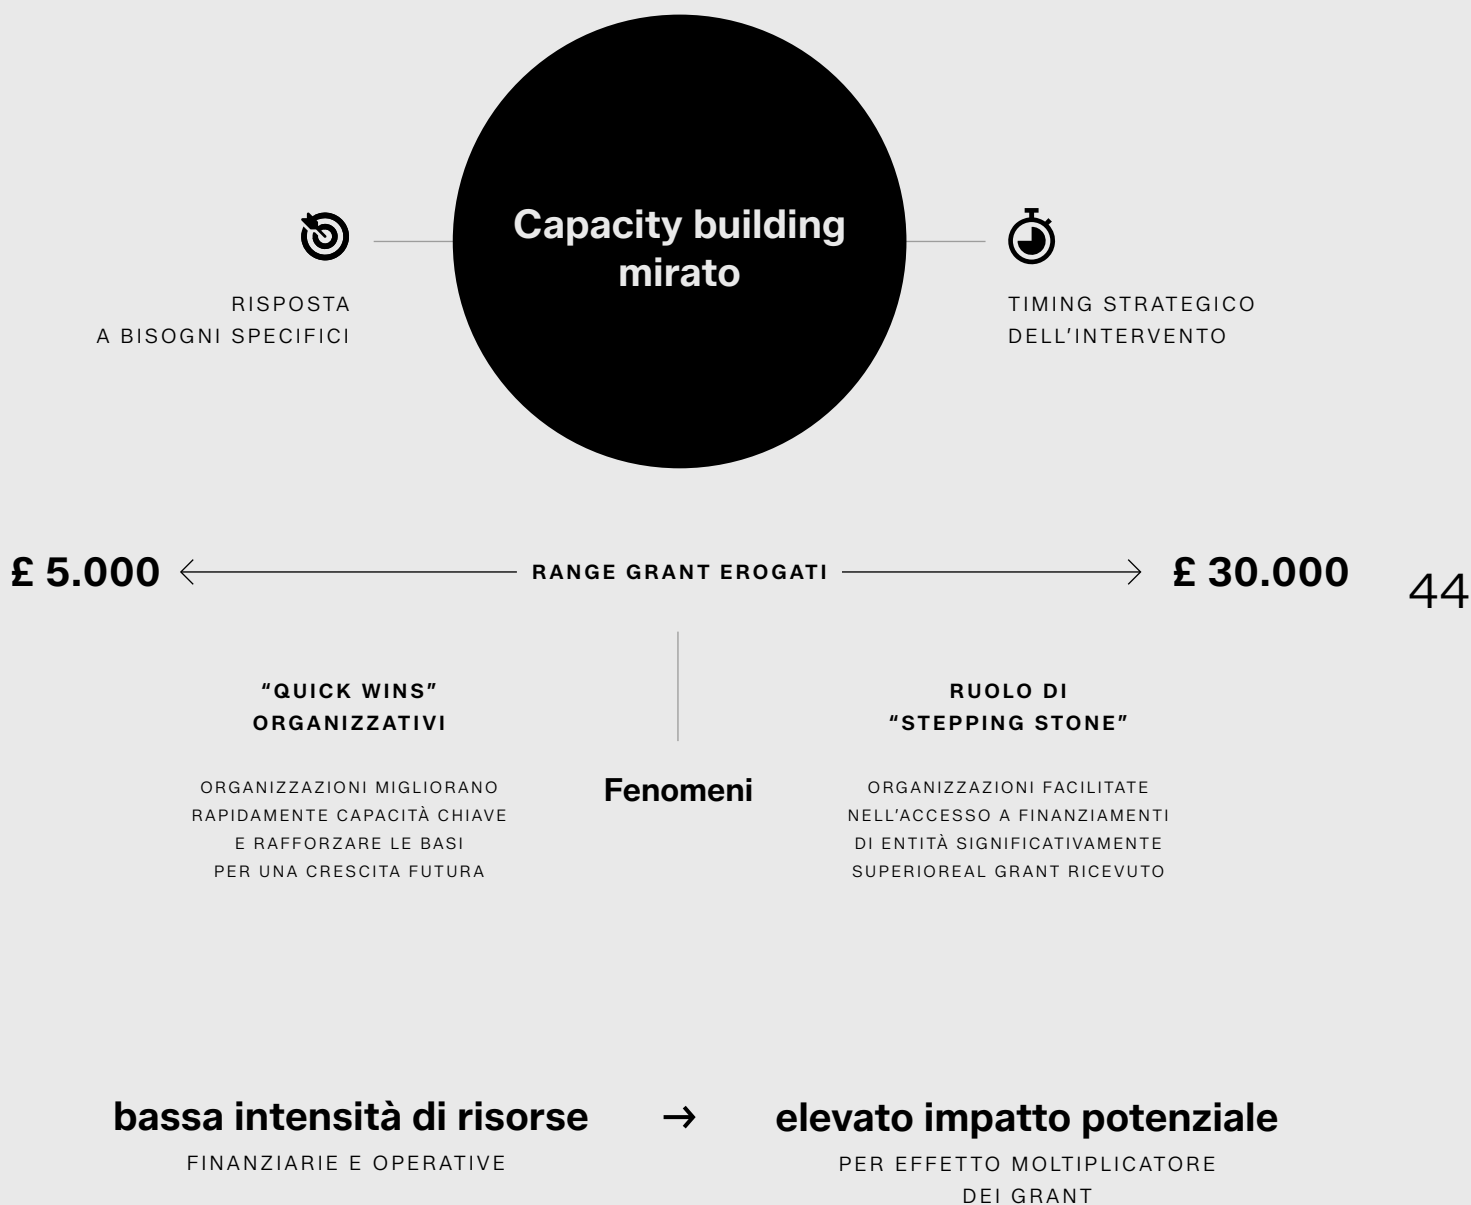 Capacity building
mirato
RISPOSTA
A BISOGNI SPECIFICI
TIMING STRATEGICO
DELL’INTERVENTO
£ 5.000
RANGE GRANT EROGATI
£ 30.000
44
“QUICK WINS”
ORGANIZZATIVI
ORGANIZZAZIONI MIGLIORANO
RAPIDAMENTE CAPACITÀ CHIAVE
E RAFFORZARE LE BASI
PER UNA CRESCITA FUTURA
Fenomeni
RUOLO DI
“STEPPING STONE”
ORGANIZZAZIONI FACILITATE
NELL’ACCESSO A FINANZIAMENTI
DI ENTITÀ SIGNIFICATIVAMENTE
SUPERIOREAL GRANT RICEVUTO
bassa intensità di risorse
FINANZIARIE E OPERATIVE
→
elevato impatto potenziale
PER EFFETTO MOLTIPLICATORE
DEI GRANT